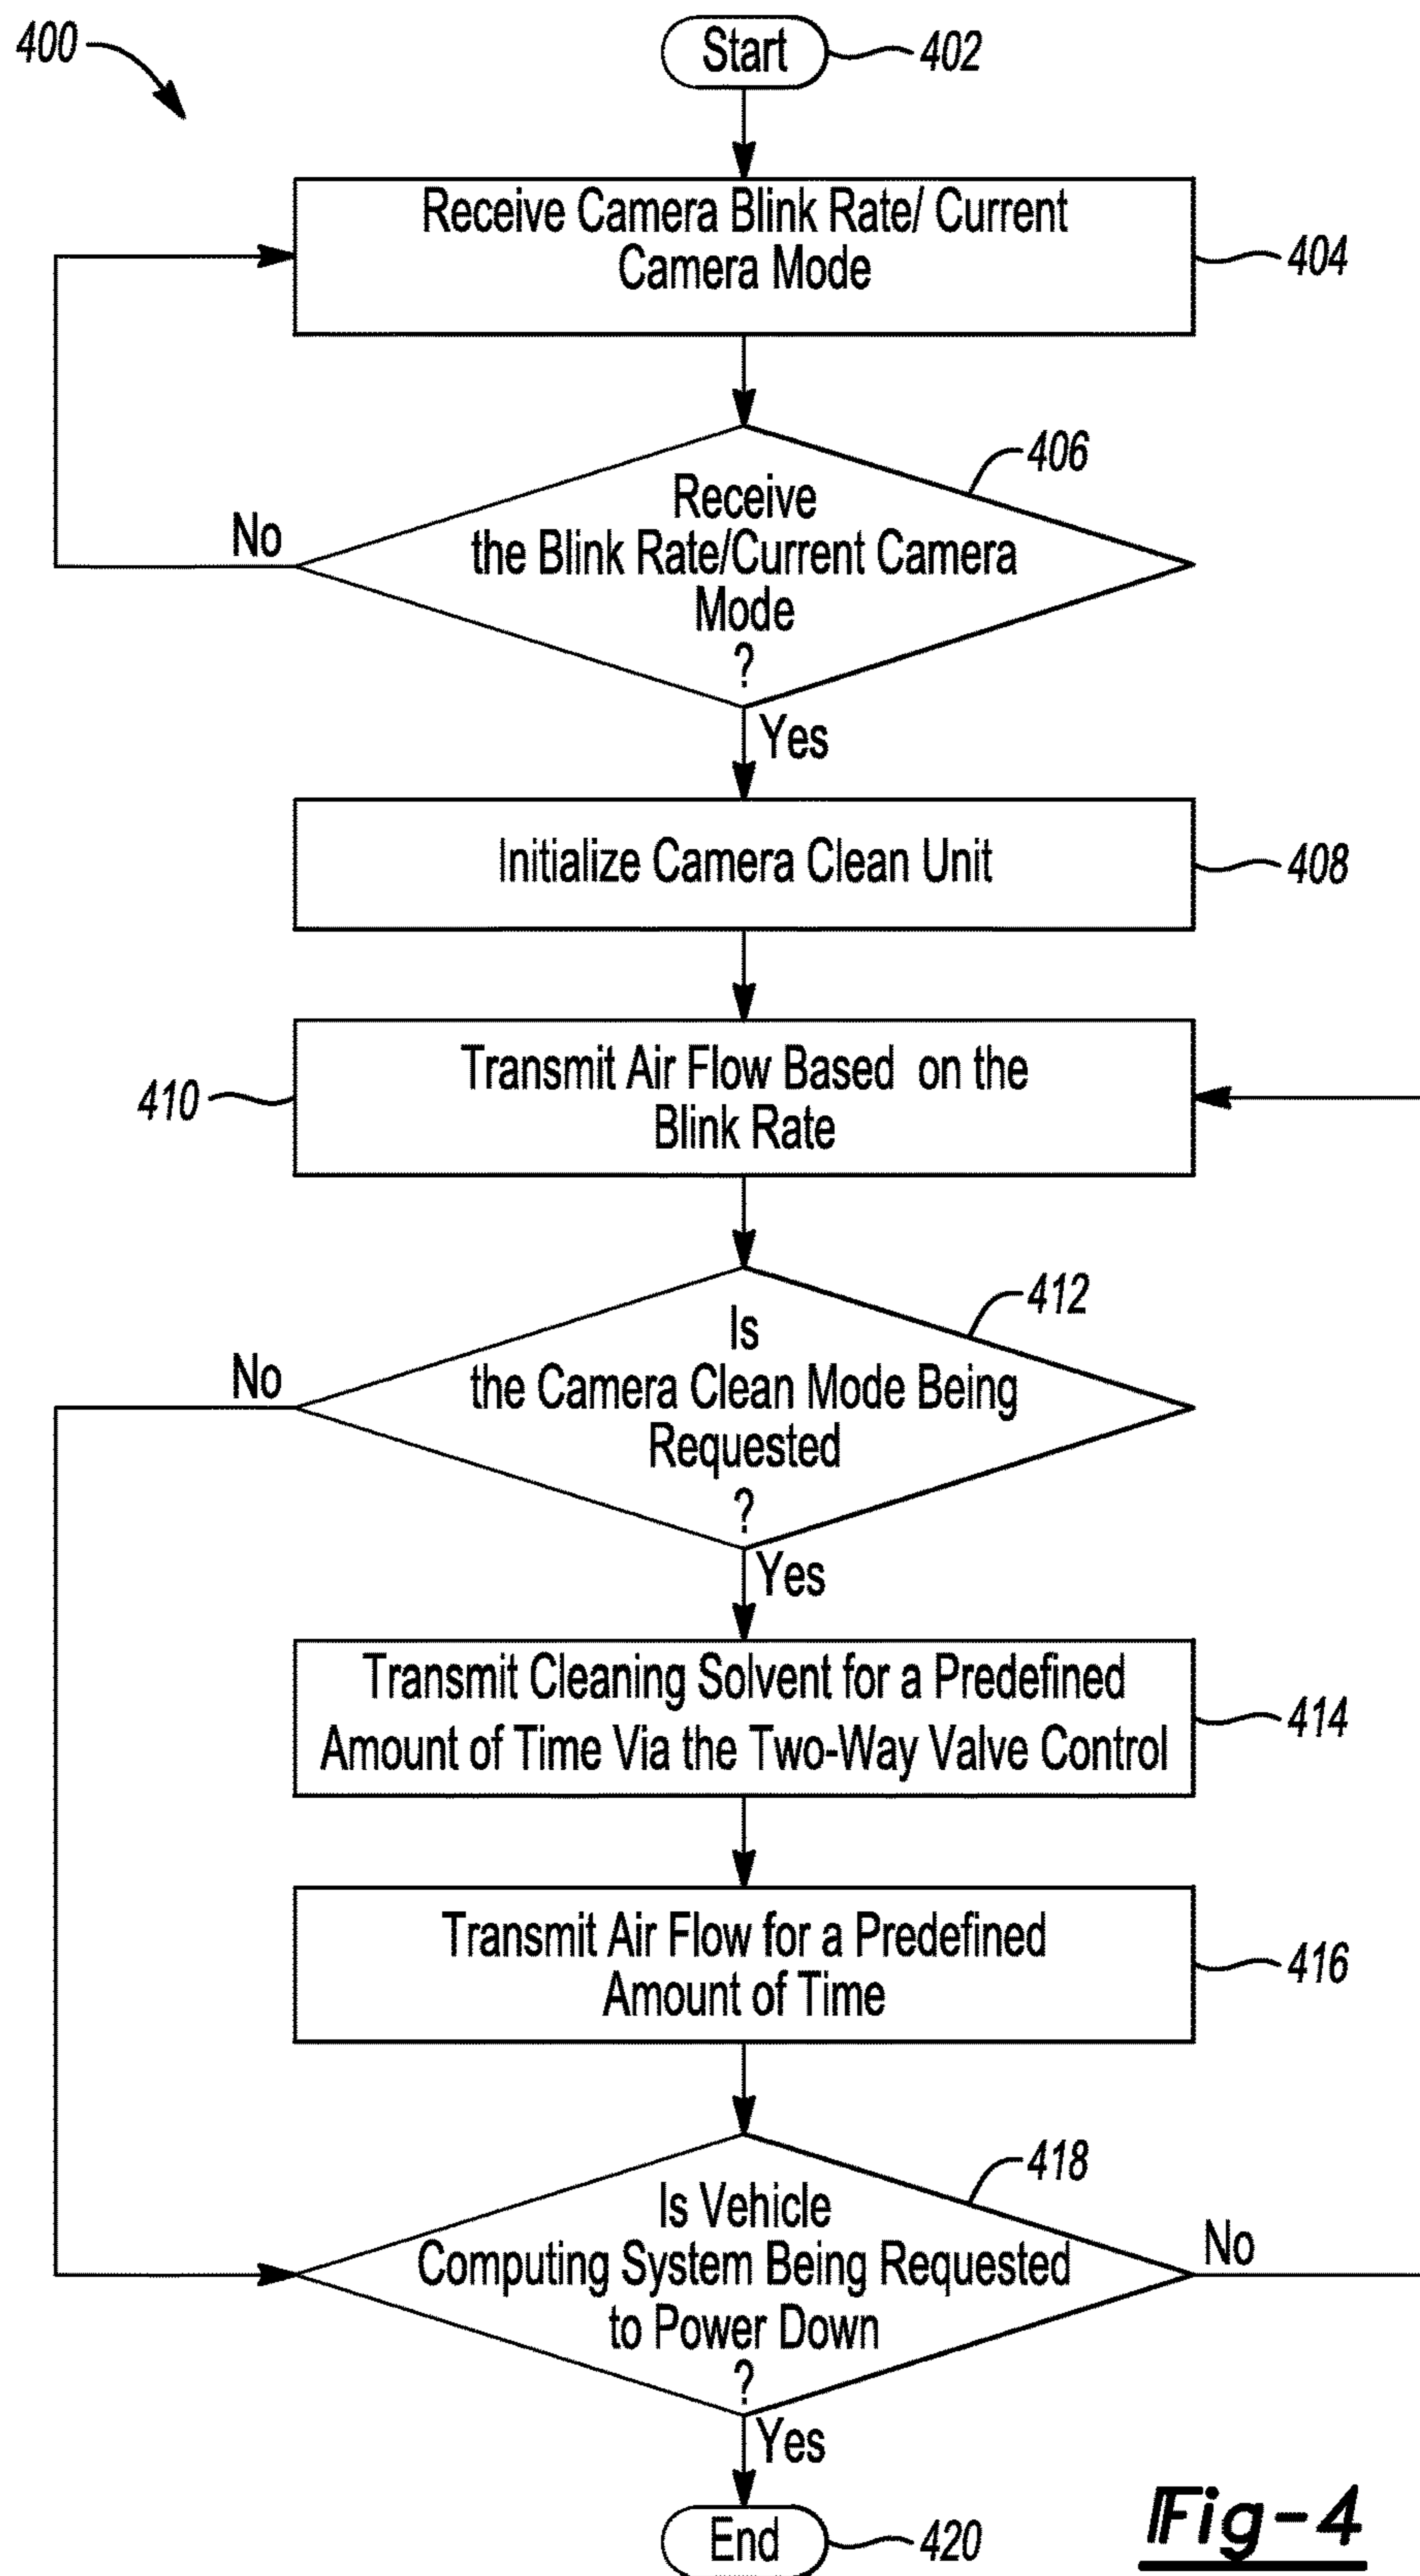 400
Start
402
Receive Camera Blink Rate/ Current
Camera Mode
404
406
Receive
the Blink Rate/Current Camera
Mode
?
No
Yes
Initialize Camera Clean Unit
408
Transmit Air Flow Based on the
Blink Rate
410
412
Is
the Camera Clean Mode Being
Requested
?
No
Yes
Transmit Cleaning Solvent for a Predefined
Amount of Time Via the Two-Way Valve Control
414
Transmit Air Flow for a Predefined
Amount of Time
416
418
Is Vehicle
Computing System Being Requested
to Power Down
?
No
Yes
End
420
Fig-4